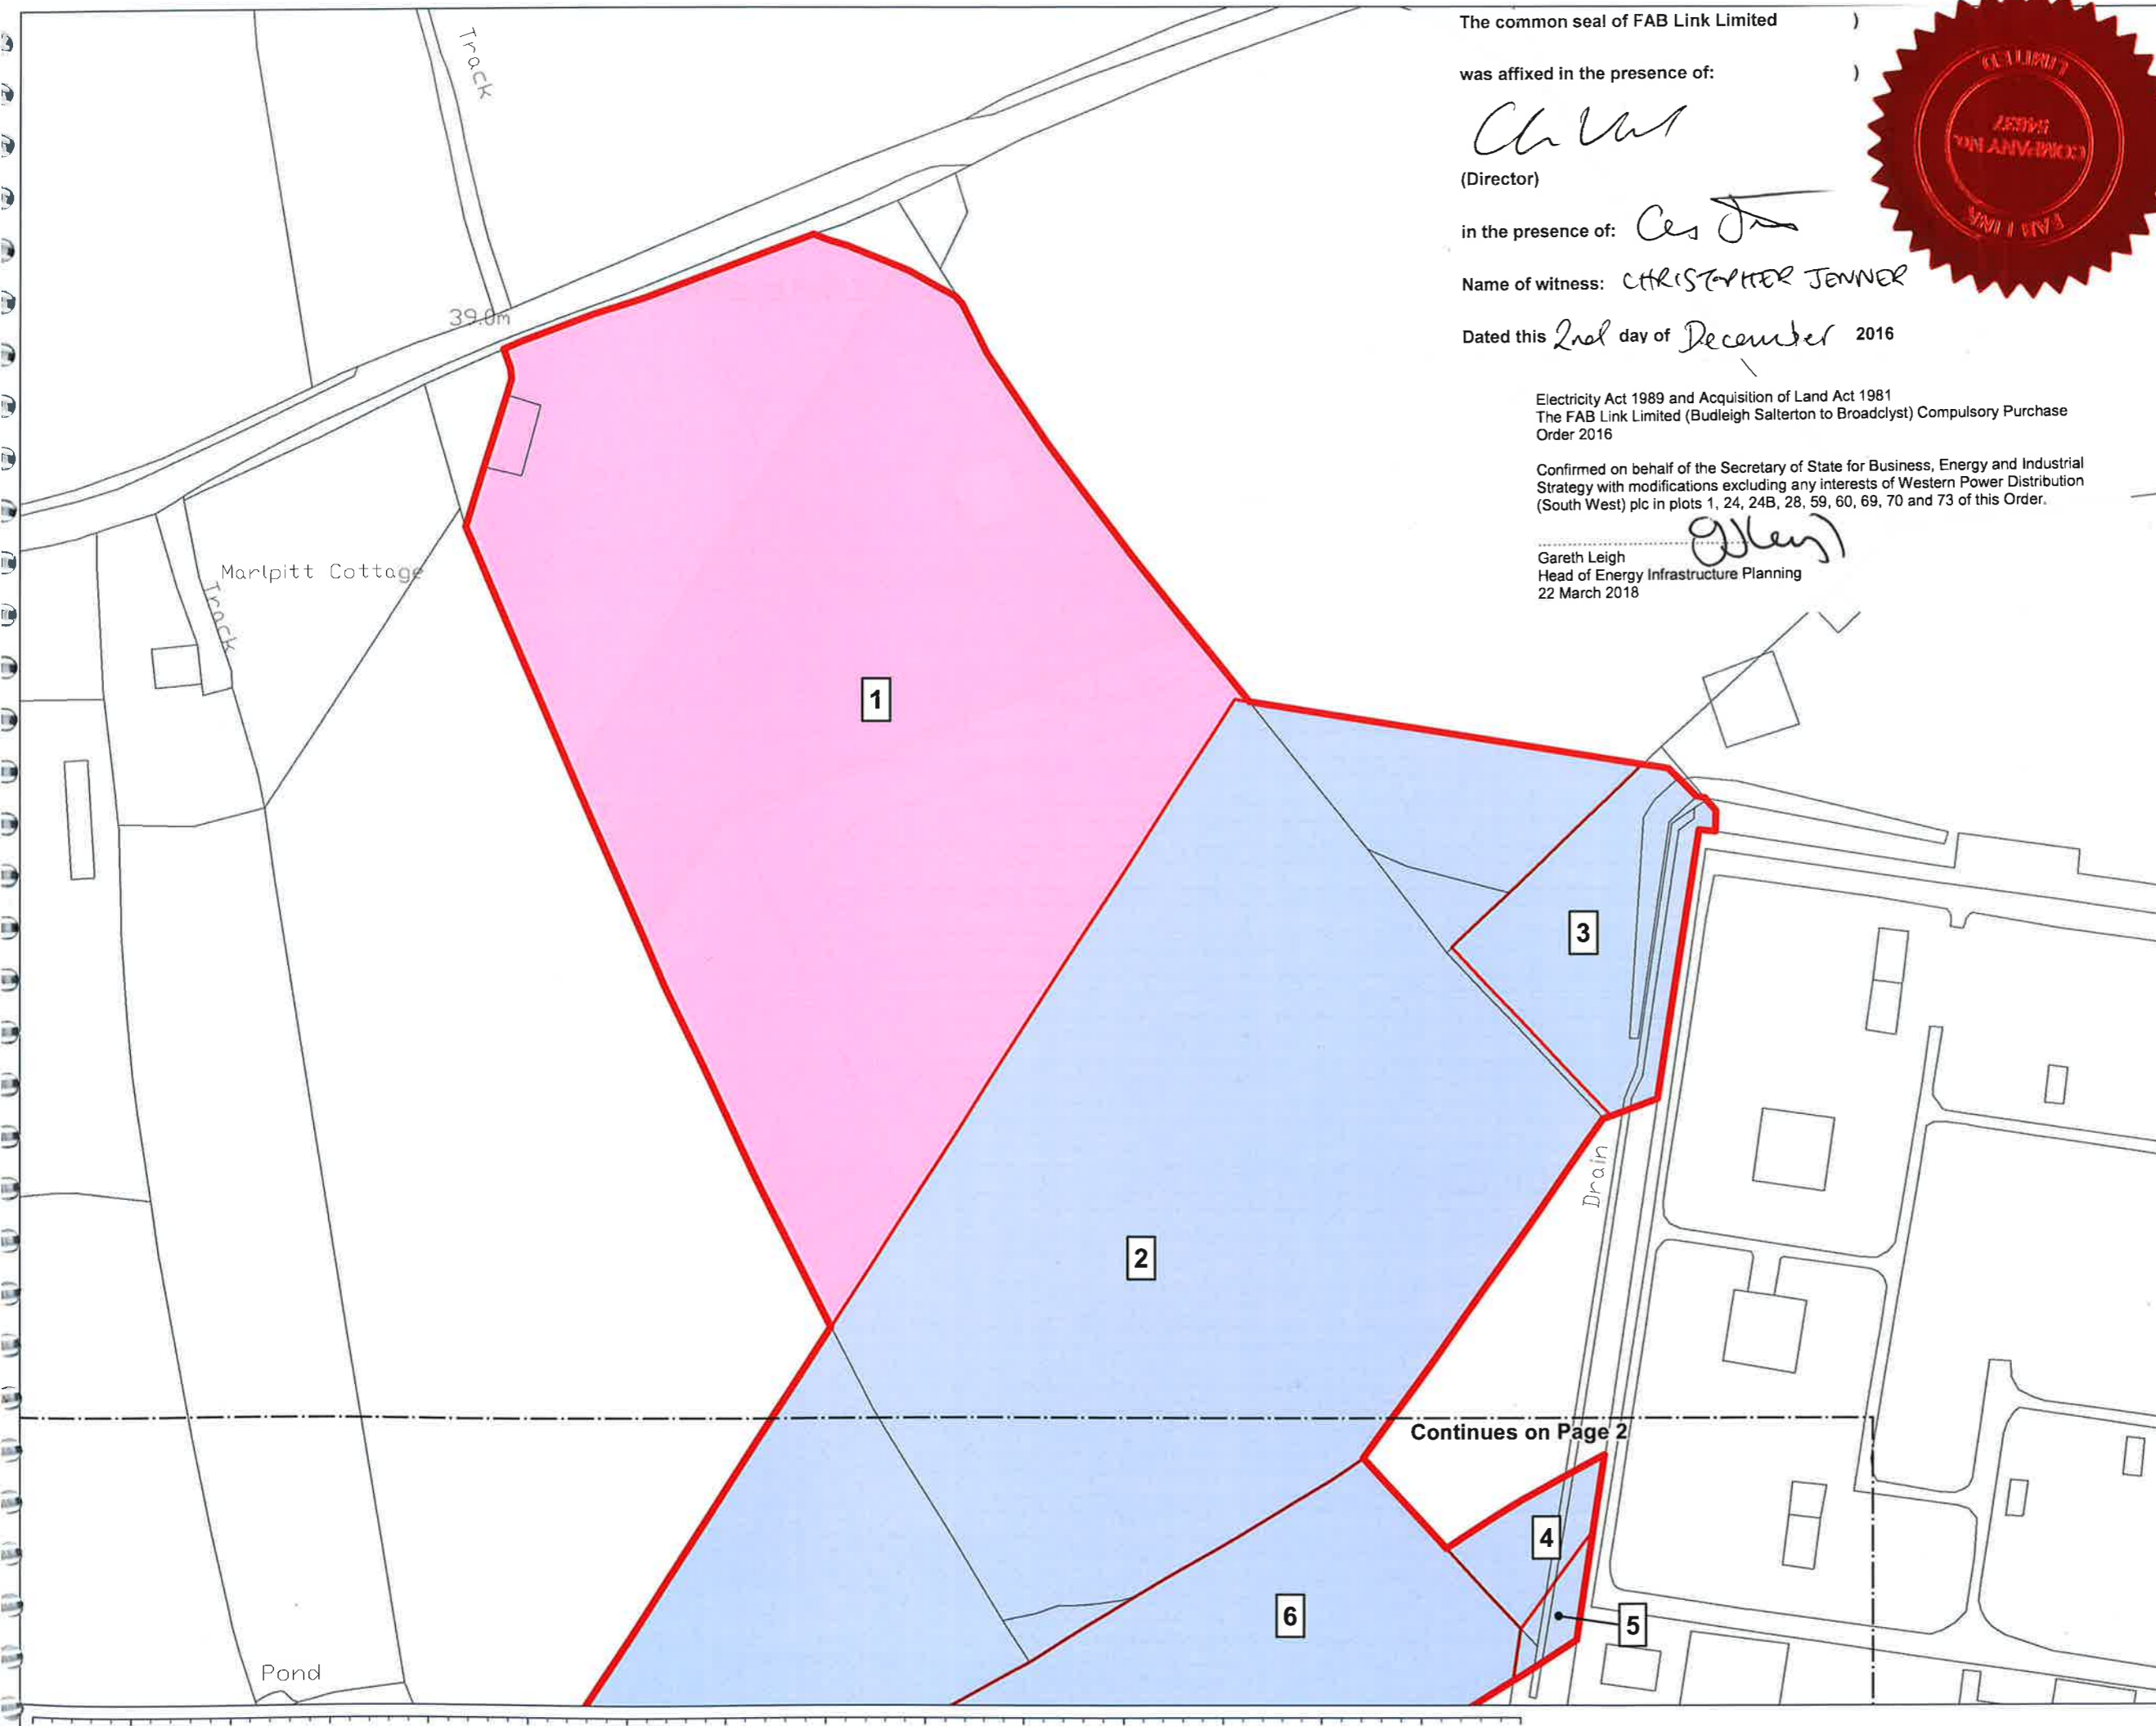 The common seal of FAB Link Limited )
was affixed in the presence of: )
(Director)
in the presence of:
Name of witness: CHRISTOPHER JENNER
Dated this 2nd day of December 2016
FAB LINK
LIMITED
COMPANY NO.
Electricity Act 1989 and Acquisition of Land Act 1981
The FAB Link Limited (Budleigh Salterton to Broadclyst) Compulsory Purchase
Order 2016
Confirmed on behalf of the Secretary of State for Business, Energy and Industrial
Strategy with modifications excluding any interests of Western Power Distribution
(South West) plc in plots 1, 24, 24B, 28, 59, 60, 69, 70 and 73 of this Order.
Gareth Leigh
Head of Energy Infrastructure Planning
22 March 2018
Track
39.0m
Marlpitt Cottage
Track
1
3
Drain
2
Continues on Page 2
4
6
5
Pond